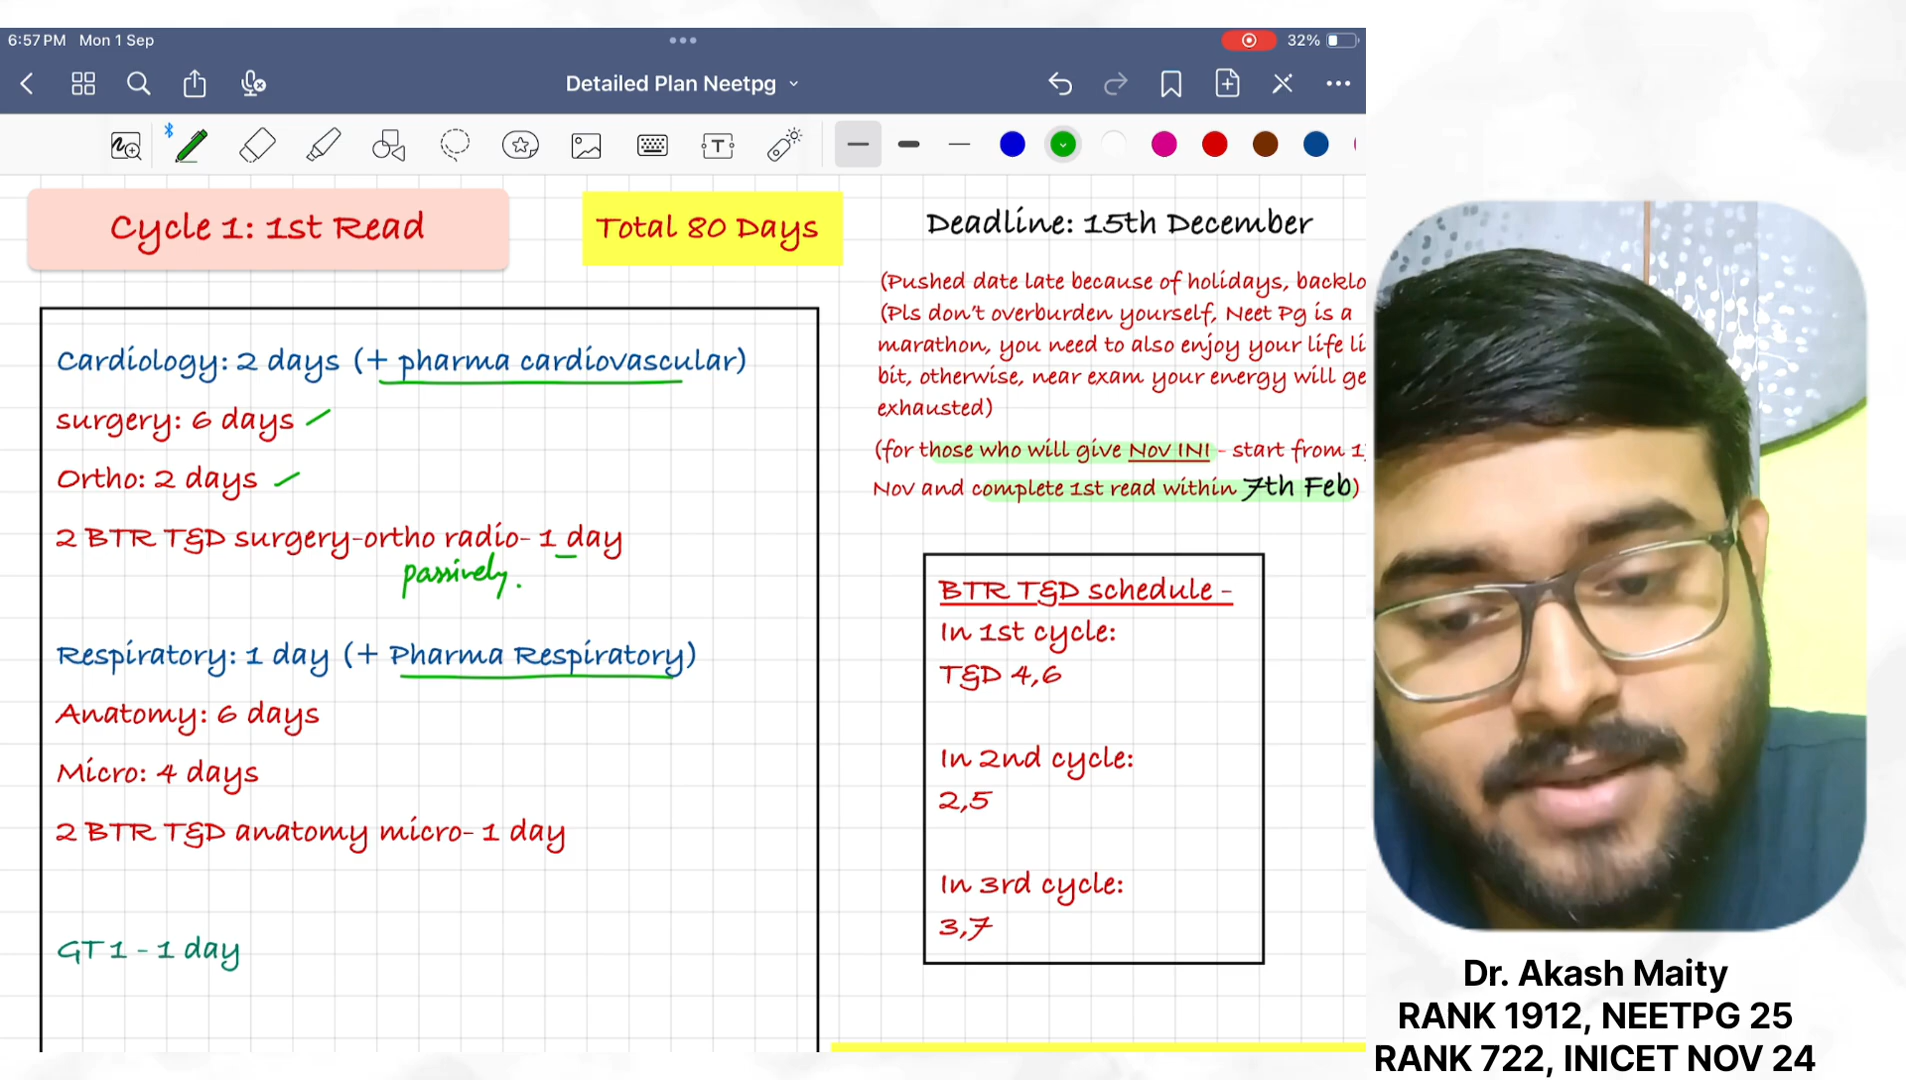 6:57 PM Mon 1 Sep
32%
Detailed Plan Neetpg
T
Cycle 1: 1st Read
Total 80 Days
Deadline: 15th December
(Pushed date late because of holidays, backlo
(Pls don't overburden yourself, Neet Pg is a
marathon, you need to also enjoy your life li
bit, otherwise, near exam your energy will ge
exhausted)
(for those who will give Nov INI - start from 1
Nov and complete 1st read within 7th Feb)
Cardiology: 2 days (+ pharma cardiovascular)
surgery: 6 days
Ortho: 2 days
2 BTR T&D surgery-ortho radio- 1 day
passively.
Respiratory: 1 day (+ Pharma Respiratory)
Anatomy: 6 days
Micro: 4 days
2 BTR T&D anatomy micro- 1 day
GT 1 - 1 day
BTR T&D schedule -
In 1st cycle:
T&D 4,6
In 2nd cycle:
2,5
In 3rd cycle:
3,7
Dr. Akash Maity
RANK 1912, NEETPG 25
RANK 722, INICET NOV 24